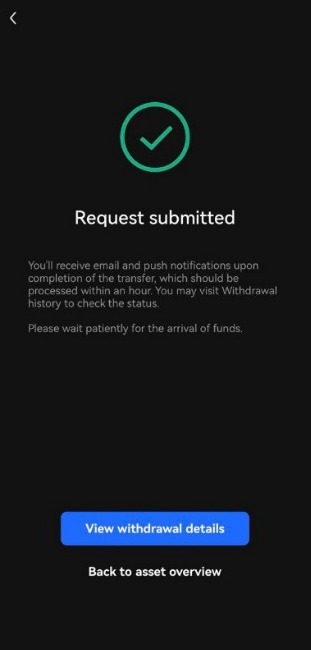 Request submitted
You'll receive email and push notifications upon
completion of the transfer, which should be
processed within an hour. You may visit Withdrawal
history to check the status.
Please wait patiently for the arrival of funds.
View withdrawal details
Back to asset overview